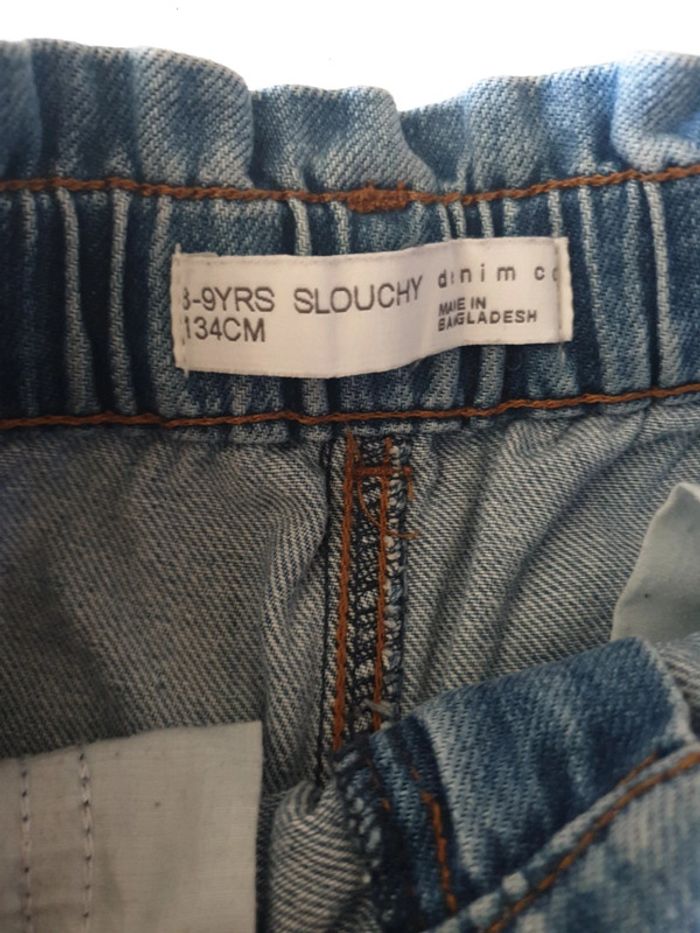 8-9YRS SLOUCHY denim co
134CM
MADE IN
BANGLADESH